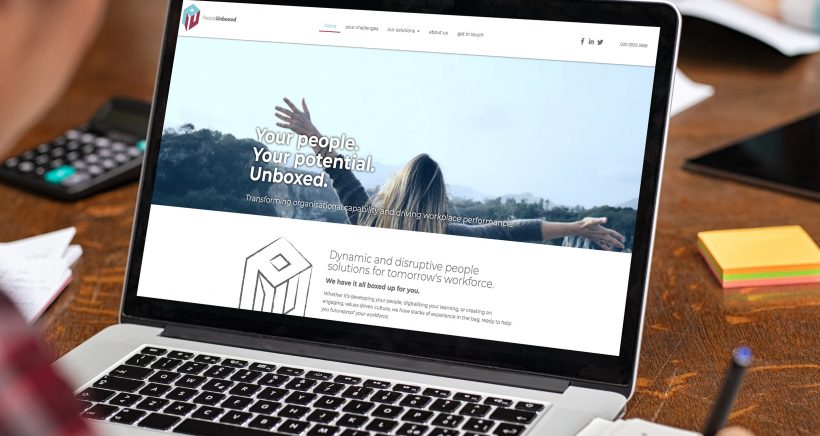 PeopleUnboxed
home your challenges our solutions about us get in touch
Your people.
Your potential.
Unboxed.
Transforming organisational capability and driving workplace performance.
Dynamic and disruptive people
solutions for tomorrow's workforce.
We have it all boxed up for you.
Whether it's developing your people, digitalising your learning, or creating an
engaging, values driven culture, we have stacks of experience in the bag, ready to help
you futureproof your workforce.